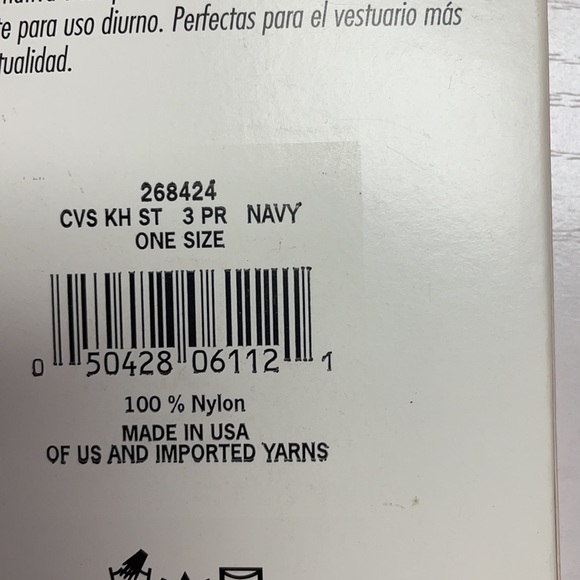 te para uso diurno. Perfectas para el vestuario más
tualidad.
268424
CVS KH ST 3 PR NAVY
ONE SIZE
0 50428 06112 1
100 % Nylon
MADE IN USA
OF US AND IMPORTED YARNS